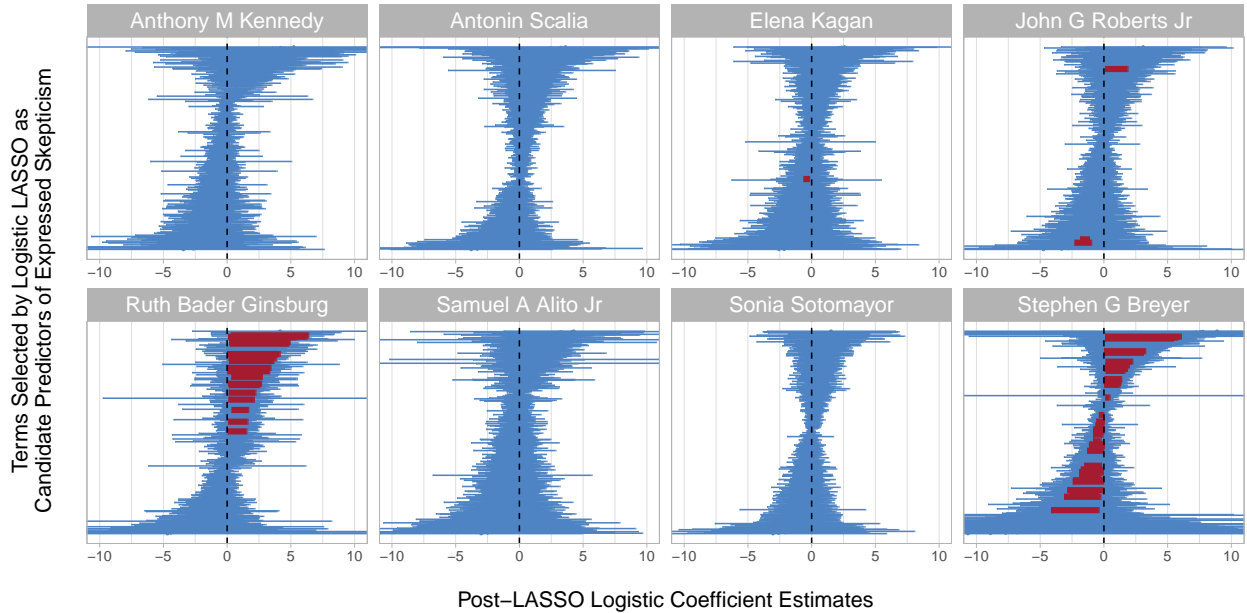 Anthony M Kennedy
Antonin Scalia
Elena Kagan
John G Roberts Jr
−10 −5 0 5 10
−10 −5 0 5 10
−10 −5 0 5 10
−10 −5 0 5 10
Ruth Bader Ginsburg
Samuel A Alito Jr
Sonia Sotomayor
Stephen G Breyer
−10 −5 0 5 10
−10 −5 0 5 10
−10 −5 0 5 10
−10 −5 0 5 10
Terms Selected by Logistic LASSO as
Candidate Predictors of Expressed Skepticism
Post−LASSO Logistic Coefficient Estimates